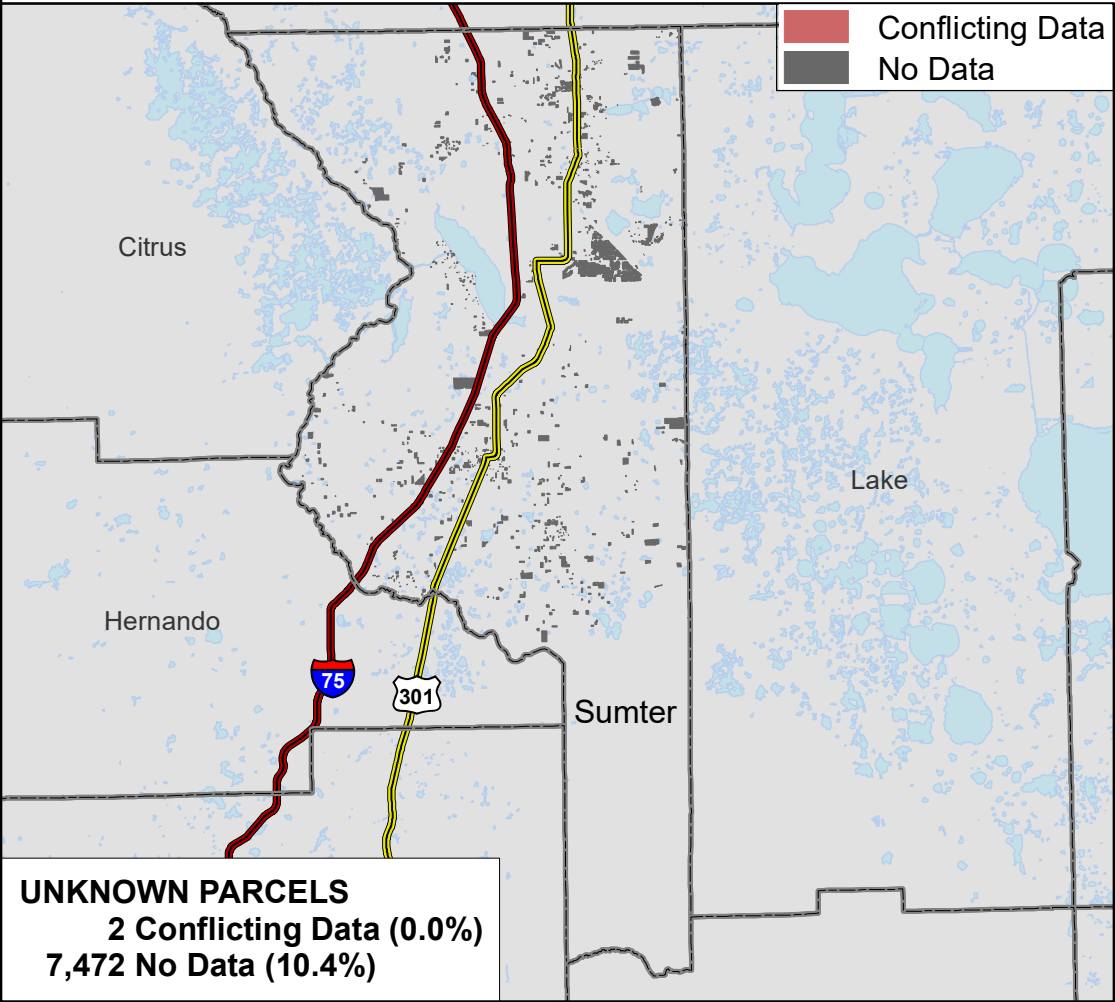 Conflicting Data
No Data
Citrus
Lake
Hernando
75
301
Sumter
UNKNOWN PARCELS
2 Conflicting Data (0.0%)
7,472 No Data (10.4%)